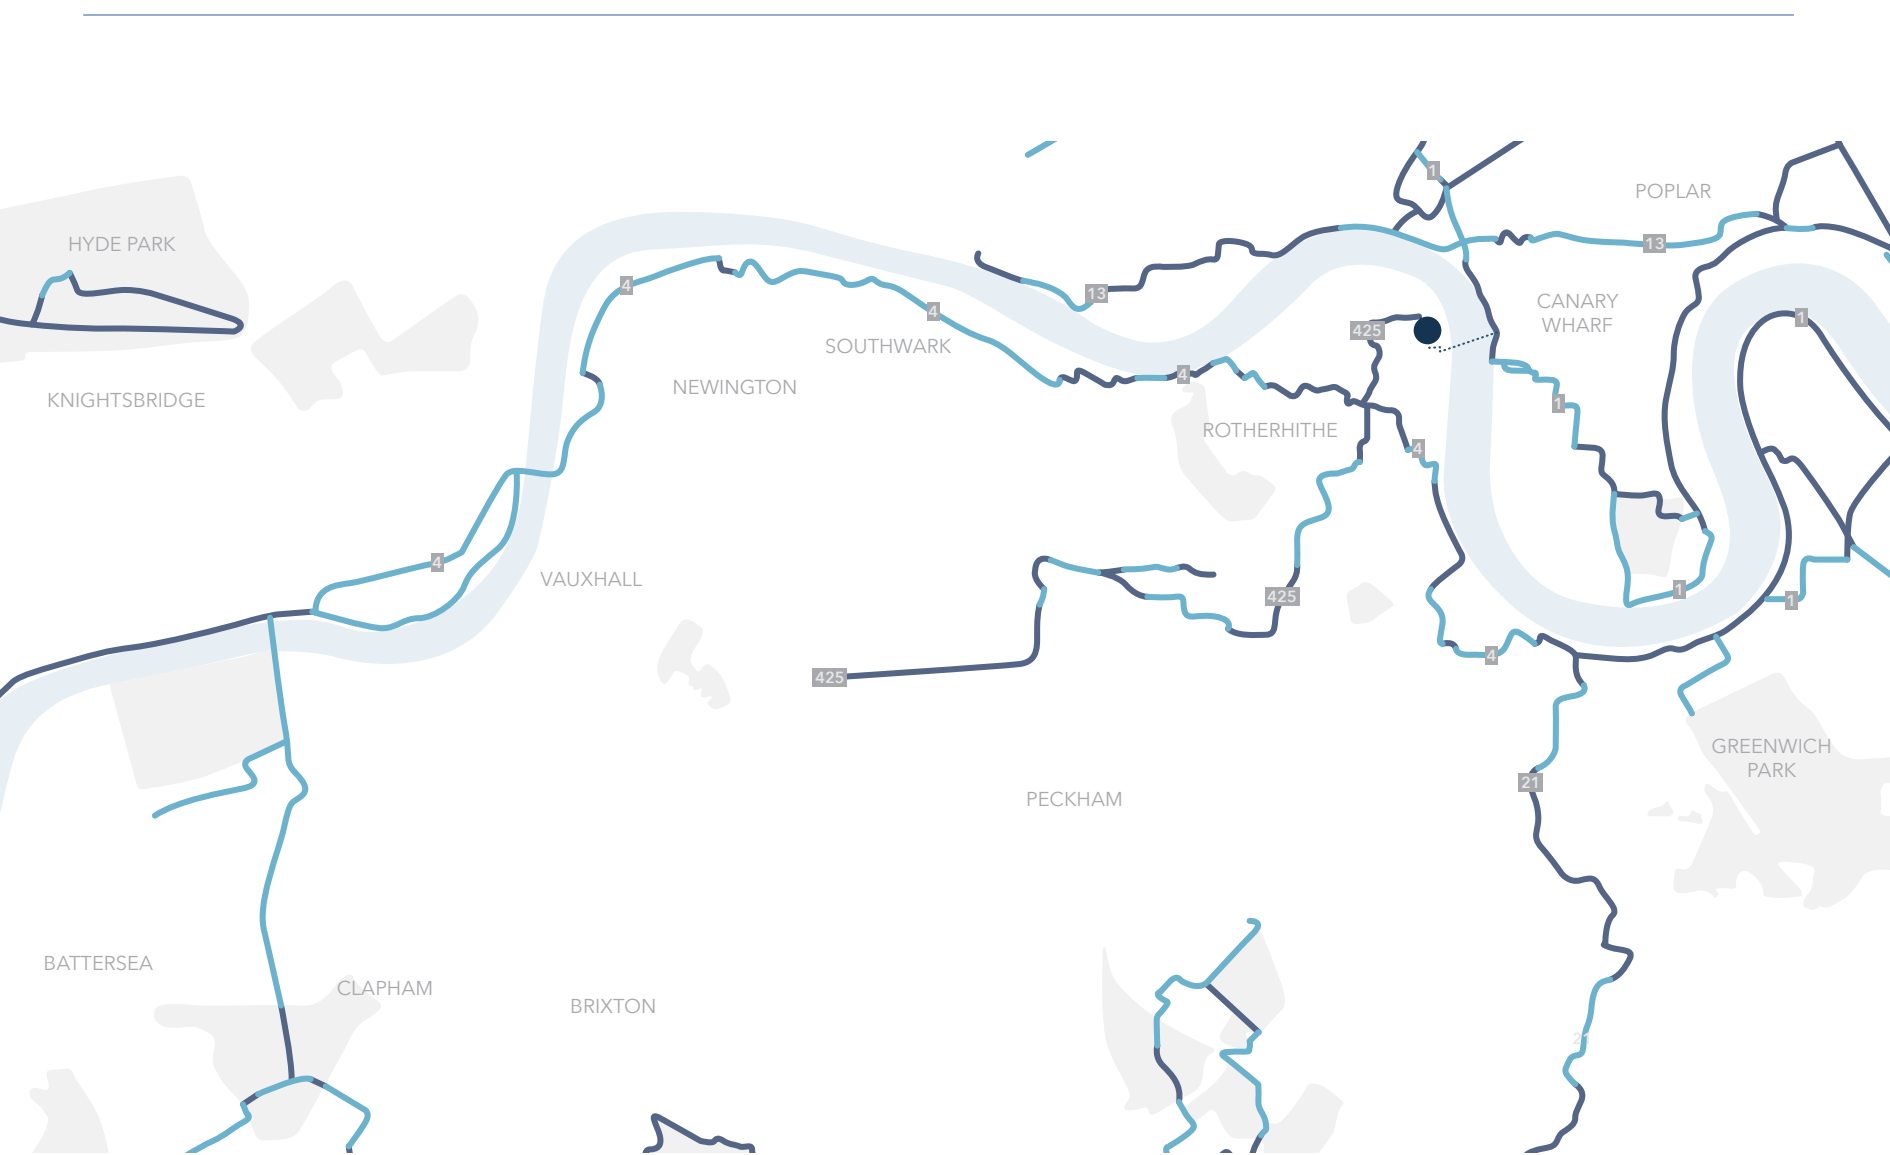 1
POPLAR
HYDE PARK
13
4
13
CANARY
WHARF
4
1
425
SOUTHWARK
4
NEWINGTON
KNIGHTSBRIDGE
1
ROTHERHITHE
4
4
VAUXHALL
425
1
1
4
425
GREENWICH
PARK
21
PECKHAM
BATTERSEA
CLAPHAM
BRIXTON
21